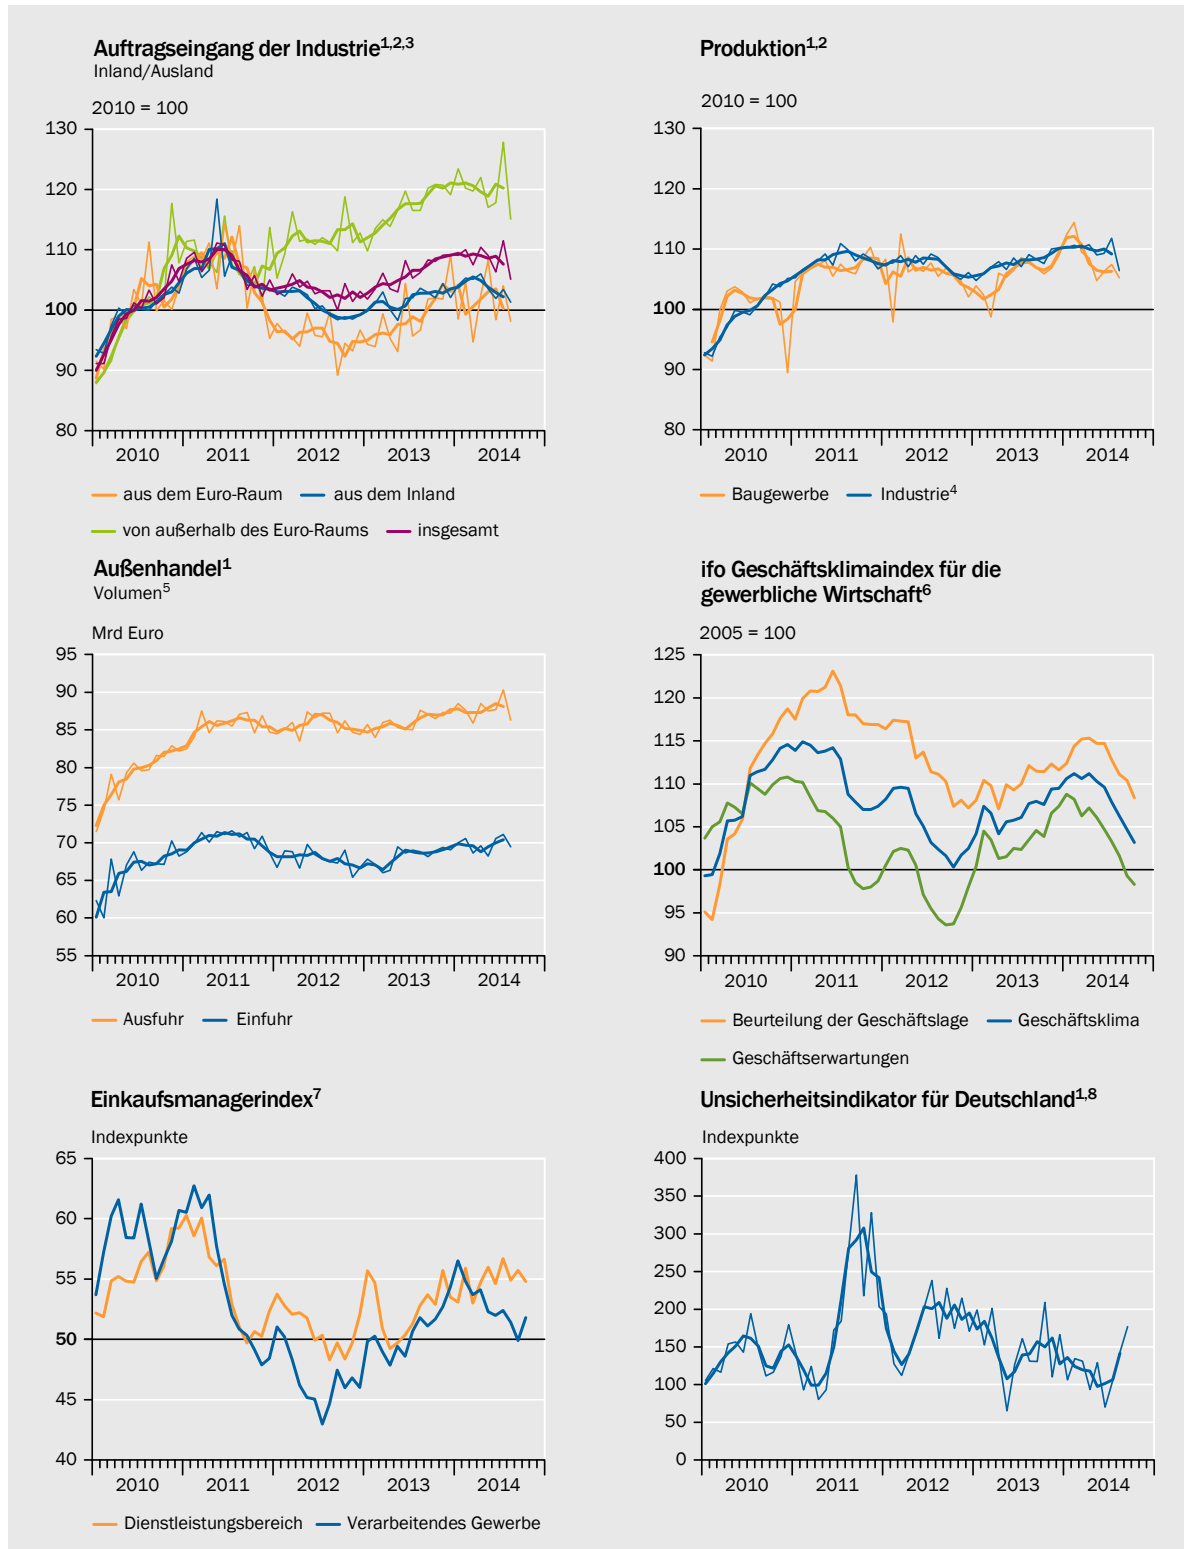 Auftragseingang der Industrie1,2,3
Inland/Ausland
2010 = 100
130
120
110
100
90
80
2010 2011 2012 2013 2014
aus dem Euro-Raum aus dem Inland
von außerhalb des Euro-Raums insgesamt
Produktion1,2
2010 = 100
130
120
110
100
90
80
2010 2011 2012 2013 2014
Baugewerbe Industrie4
Außenhandel1
Volumen5
Mrd Euro
95
90
85
80
75
70
65
60
55
2010 2011 2012 2013 2014
Ausfuhr Einfuhr
ifo Geschäftsklimaindex für die
gewerbliche Wirtschaft6
2005 = 100
125
120
115
110
105
100
95
90
2010 2011 2012 2013 2014
Beurteilung der Geschäftslage Geschäftsklima
Geschäftserwartungen
Einkaufsmanagerindex7
Indexpunkte
65
60
55
50
45
40
2010 2011 2012 2013 2014
Dienstleistungsbereich Verarbeitendes Gewerbe
Unsicherheitsindikator für Deutschland1,8
Indexpunkte
400
350
300
250
200
150
100
50
0
2010 2011 2012 2013 2014